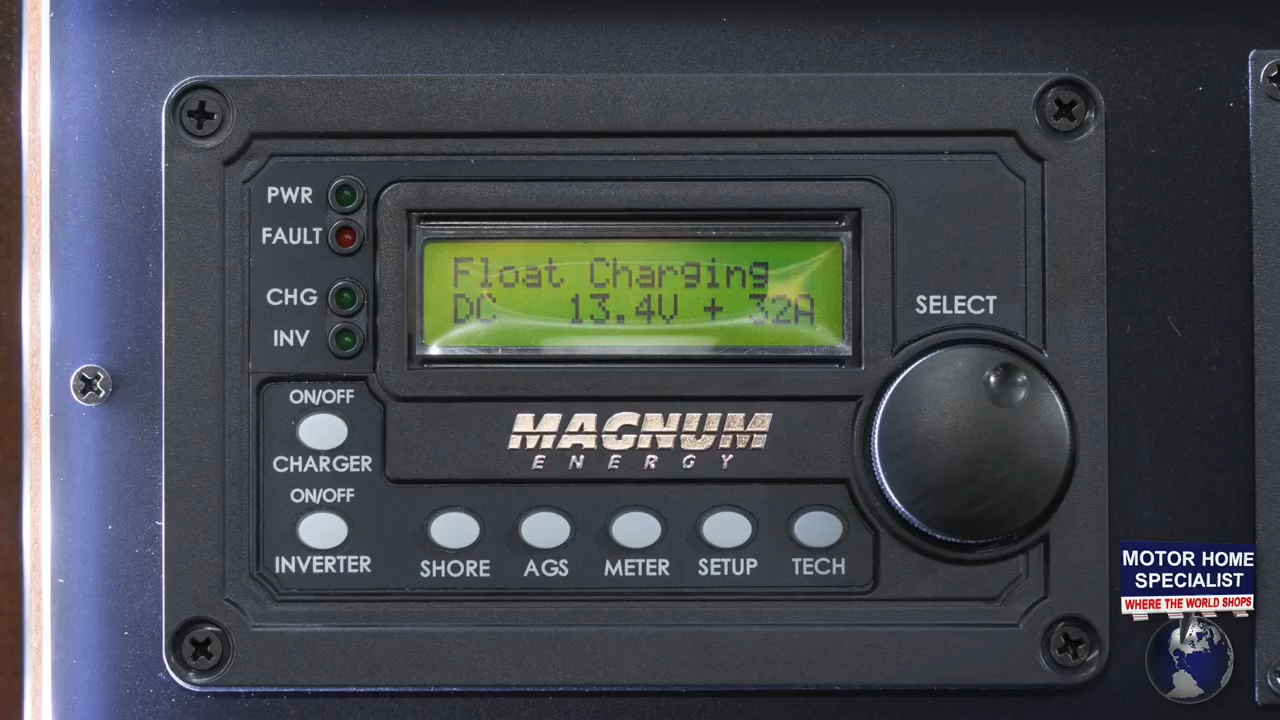 PWR
FAULT
CHG
INV
Float Charging
DC 13.4V + 32A
SELECT
ON/OFF
CHARGER
MAGNUM
ENERGY
ON/OFF
INVERTER
SHORE
AGS
METER
SETUP
TECH
MOTOR HOME
SPECIALIST
WHERE THE WORLD SHOPS